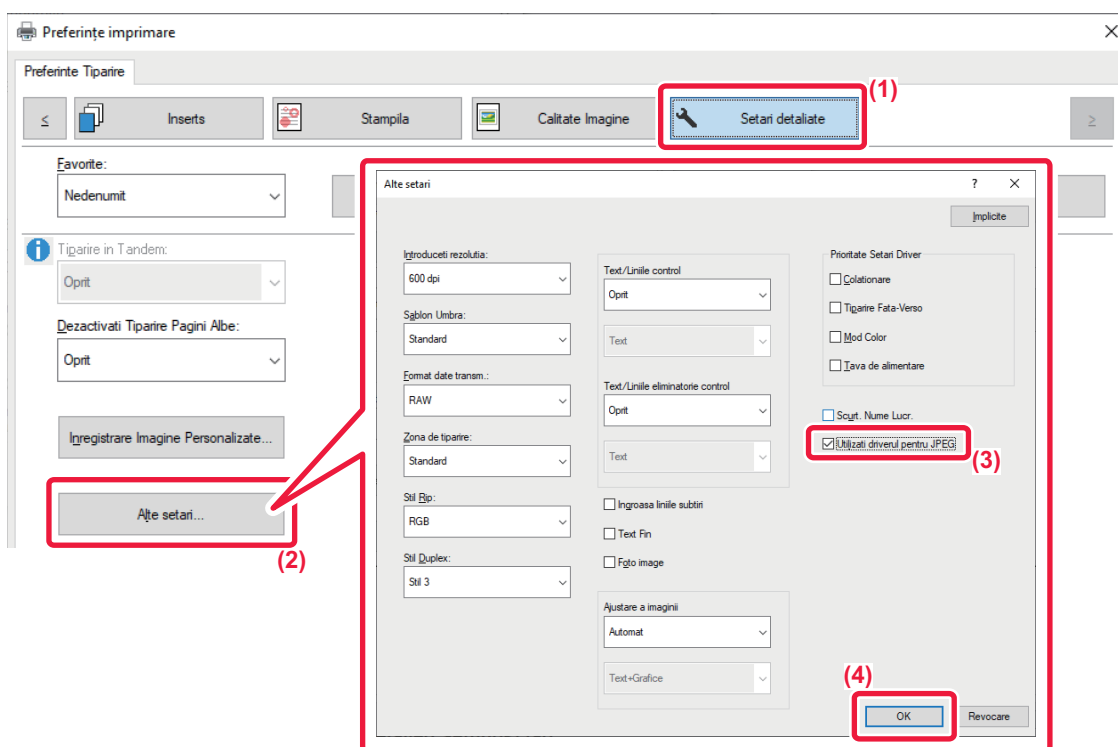 Preferințe imprimare
Preferinte Tiparire
(1)
≤
Inserts
Stampila
Calitate Imagine
Setari detaliate
≥
Favorite:
Nedenumit
Tiparire in Tandem:
Oprit
Dezactivati Tiparire Pagini Albe:
Oprit
Inregistrare Imagine Personalizate...
Alte setari...
(2)
Alte setari
?
Implicite
Introduceti rezolutia:
600 dpi
Sablon Umbra:
Standard
Format date transm.:
RAW
Zona de tiparire:
Standard
Stil Rip:
RGB
Stil Duplex:
Stil 3
Text/Liniile control
Oprit
Text
Text/Liniile eliminatorie control
Oprit
Text
Ingroasa liniile subtiri
Text Fin
Foto image
Ajustare a imaginii
Automat
Text+Grafice
Prioritate Setari Driver
Colationare
Tiparire Fata-Verso
Mod Color
Tava de alimentare
Scurt. Nume Lucr.
Utilizati driverul pentru JPEG
(3)
(4)
OK
Revocare